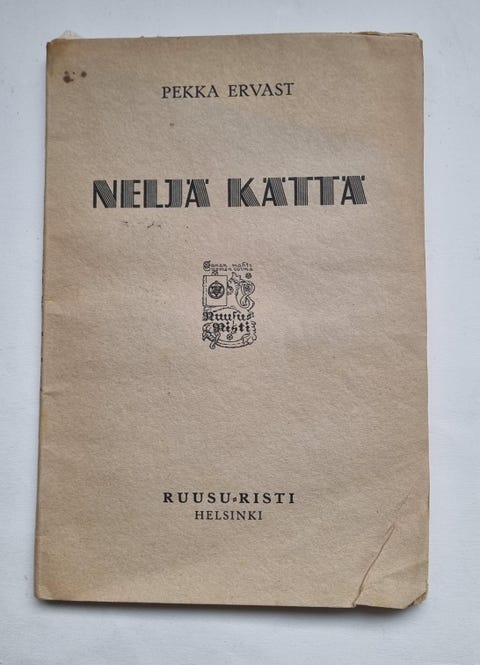 PEKKA ERVAST
NELJÄ KÄTTÄ
Ruusu-
Risti
RUUSU-RISTI
HELSINKI